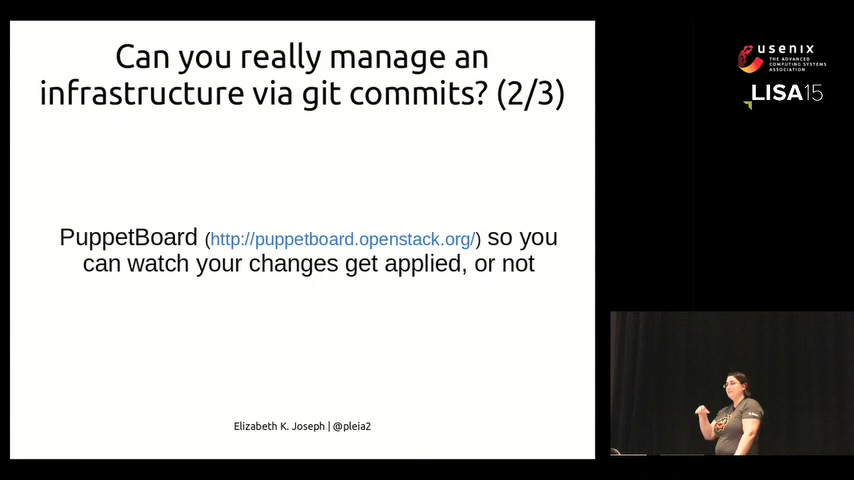 Can you really manage an
infrastructure via git commits? (2/3)
PuppetBoard (http://puppetboard.openstack.org/) so you
can watch your changes get applied, or not
Elizabeth K. Joseph | @pleia2
usenix
THE ADVANCED
COMPUTING SYSTEMS
ASSOCIATION
LISA15